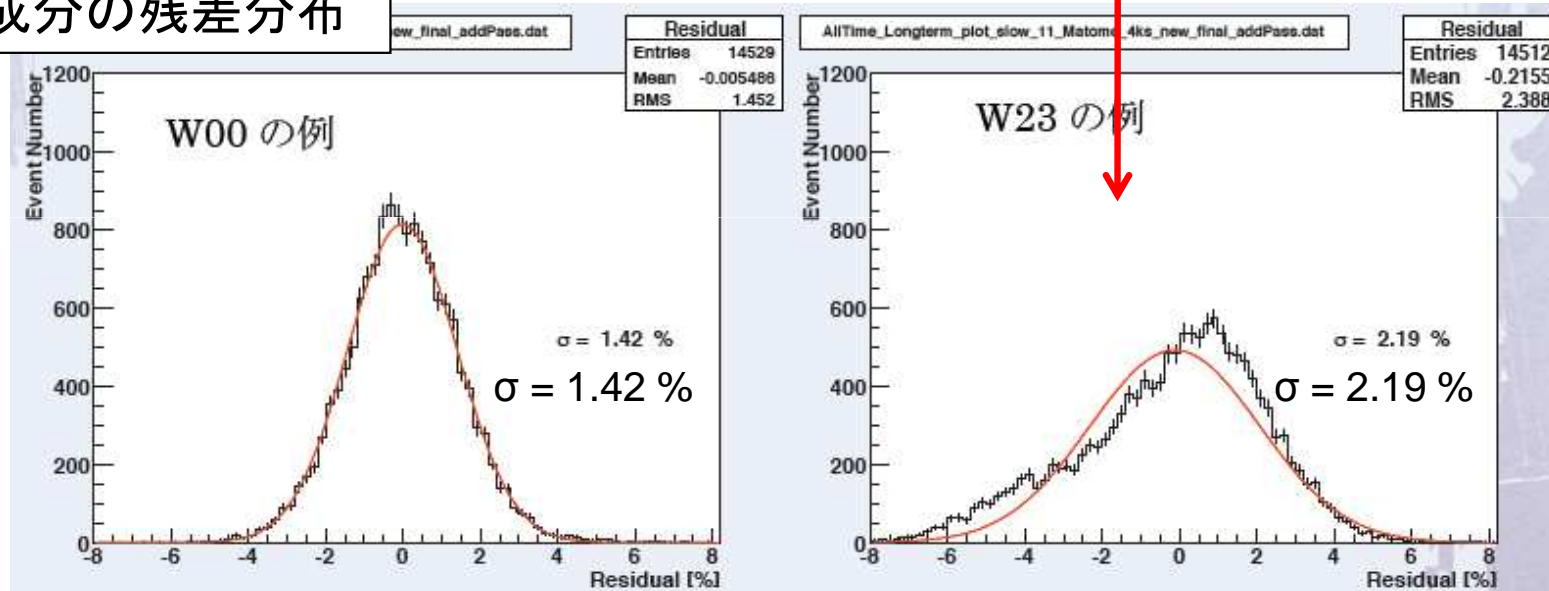 成分の残差分布
ew_final_addPass.dat
Residual
Entries 14529
Mean -0.005486
RMS 1.452
Event Number
1200
1000
800
600
400
200
0
W00 の例
σ = 1.42 %
σ = 1.42 %
-8 -6 -4 -2 0 2 4 6 8
Residual [%]
AllTime_Longterm_plot_slow_11_Matome_4ks_new_final_addPass.dat
Residual
Entries 14512
Mean -0.2155
RMS 2.388
Event Number
1200
1000
800
600
400
200
0
W23 の例
σ = 2.19 %
σ = 2.19 %
-8 -6 -4 -2 0 2 4 6 8
Residual [%]